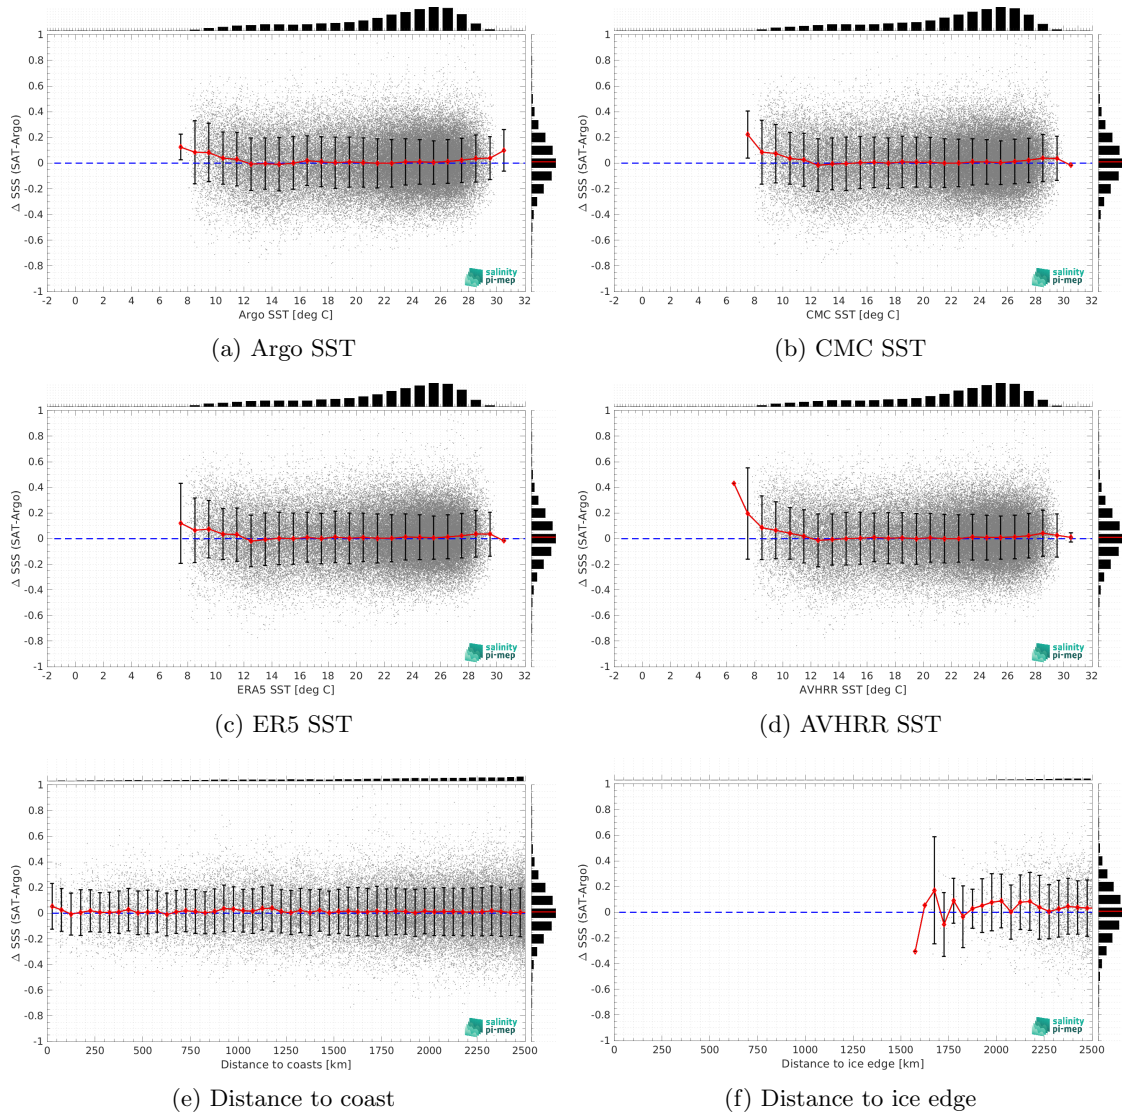 Δ SSS (SAT-Argo)
1
0.8
0.6
0.4
0.2
0
-0.2
-0.4
-0.6
-0.8
-1
salinity
pi-mep
-2 0 2 4 6 8 10 12 14 16 18 20 22 24 26 28 30 32
Argo SST [deg C]
(a) Argo SST
Δ SSS (SAT-Argo)
1
0.8
0.6
0.4
0.2
0
-0.2
-0.4
-0.6
-0.8
-1
salinity
pi-mep
-2 0 2 4 6 8 10 12 14 16 18 20 22 24 26 28 30 32
CMC SST [deg C]
(b) CMC SST
Δ SSS (SAT-Argo)
1
0.8
0.6
0.4
0.2
0
-0.2
-0.4
-0.6
-0.8
-1
salinity
pi-mep
-2 0 2 4 6 8 10 12 14 16 18 20 22 24 26 28 30 32
ERA5 SST [deg C]
(c) ER5 SST
Δ SSS (SAT-Argo)
1
0.8
0.6
0.4
0.2
0
-0.2
-0.4
-0.6
-0.8
-1
salinity
pi-mep
-2 0 2 4 6 8 10 12 14 16 18 20 22 24 26 28 30 32
AVHRR SST [deg C]
(d) AVHRR SST
Δ SSS (SAT-Argo)
1
0.8
0.6
0.4
0.2
0
-0.2
-0.4
-0.6
-0.8
-1
salinity
pi-mep
0 250 500 750 1000 1250 1500 1750 2000 2250 2500
Distance to coasts [km]
(e) Distance to coast
Δ SSS (SAT-Argo)
1
0.8
0.6
0.4
0.2
0
-0.2
-0.4
-0.6
-0.8
-1
salinity
pi-mep
0 250 500 750 1000 1250 1500 1750 2000 2250 2500
Distance to ice edge [km]
(f) Distance to ice edge